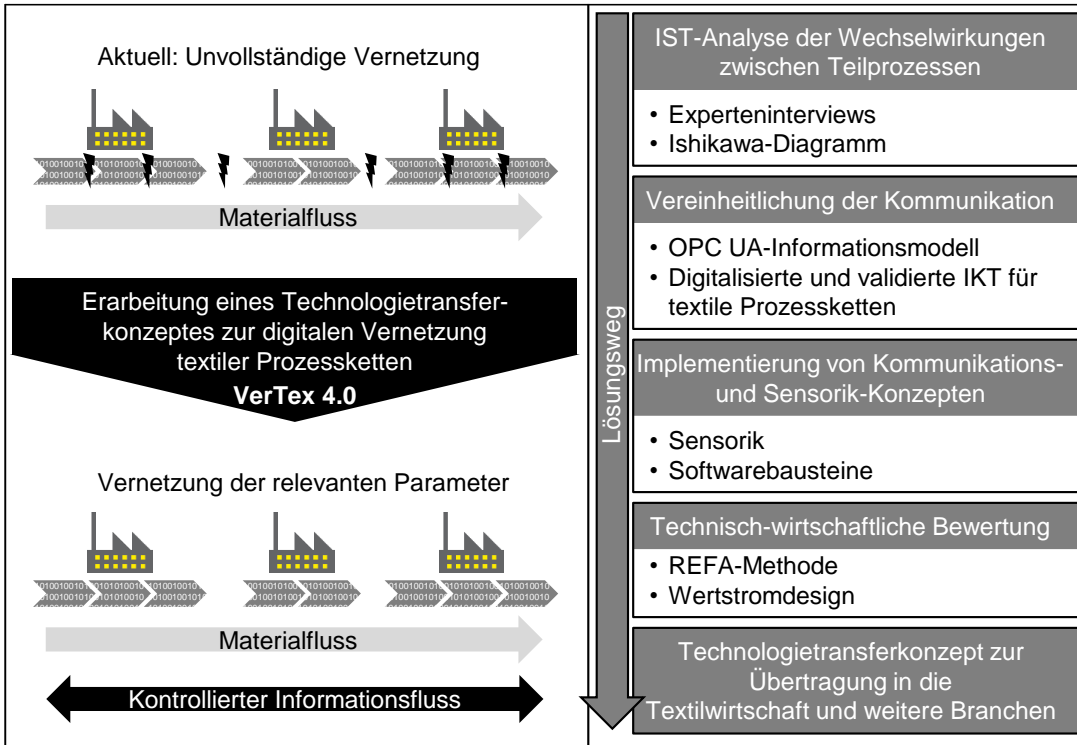 Aktuell: Unvollständige Vernetzung
Materialfluss
Erarbeitung eines Technologietransfer-
konzeptes zur digitalen Vernetzung
textiler Prozessketten
VerTex 4.0
Vernetzung der relevanten Parameter
Materialfluss
Kontrollierter Informationsfluss
Lösungsweg
IST-Analyse der Wechselwirkungen
zwischen Teilprozessen
• Experteninterviews
• Ishikawa-Diagramm
Vereinheitlichung der Kommunikation
• OPC UA-Informationsmodell
• Digitalisierte und validierte IKT für
textile Prozessketten
Implementierung von Kommunikations-
und Sensorik-Konzepten
• Sensorik
• Softwarebausteine
Technisch-wirtschaftliche Bewertung
• REFA-Methode
• Wertstromdesign
Technologietransferkonzept zur
Übertragung in die
Textilwirtschaft und weitere Branchen